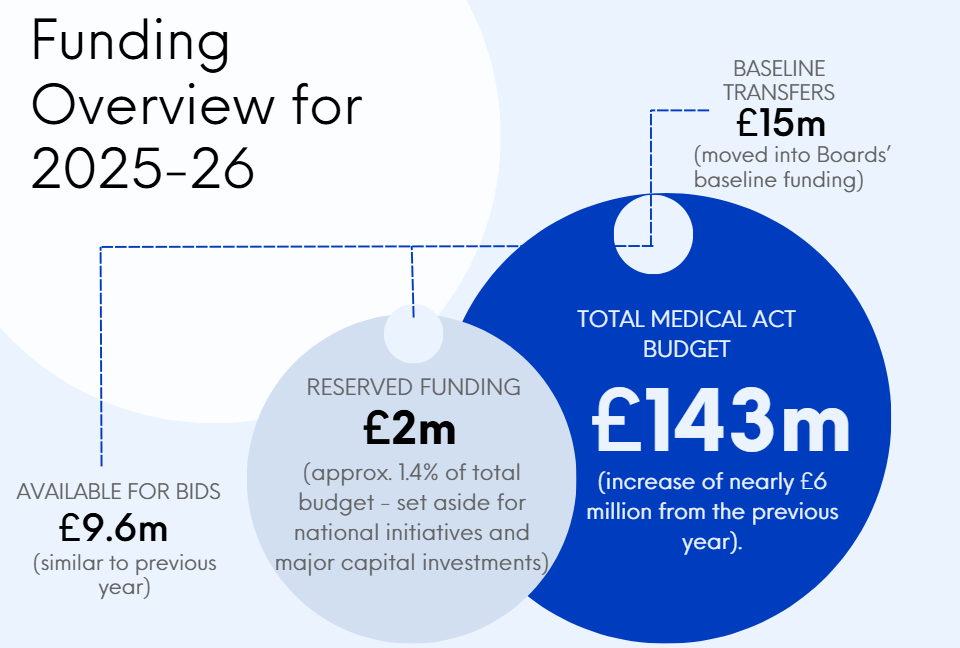 Funding
Overview for
2025-26
BASELINE
TRANSFERS
£15m
(moved into Boards’
baseline funding)
TOTAL MEDICAL ACT
BUDGET
£143m
(increase of nearly £6
million from the previous
year).
RESERVED FUNDING
£2m
(approx. 1.4% of total
budget - set aside for
national initiatives and
major capital investments)
AVAILABLE FOR BIDS
£9.6m
(similar to previous
year)